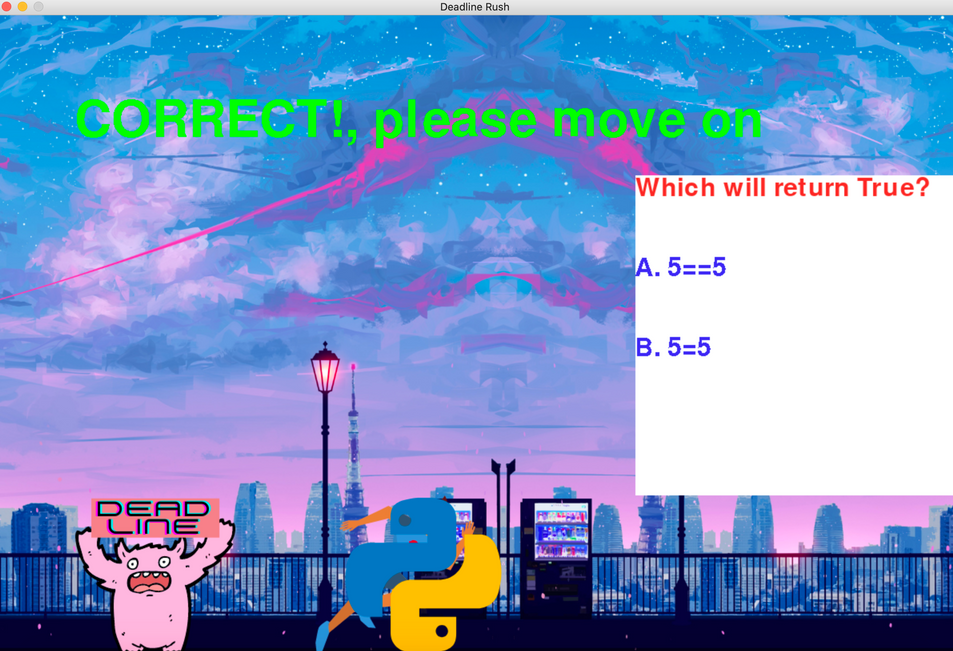 Deadline Rush
CORRECT!, please move on
Which will return True?
A. 5==5
B. 5=5
DEAD
LINE